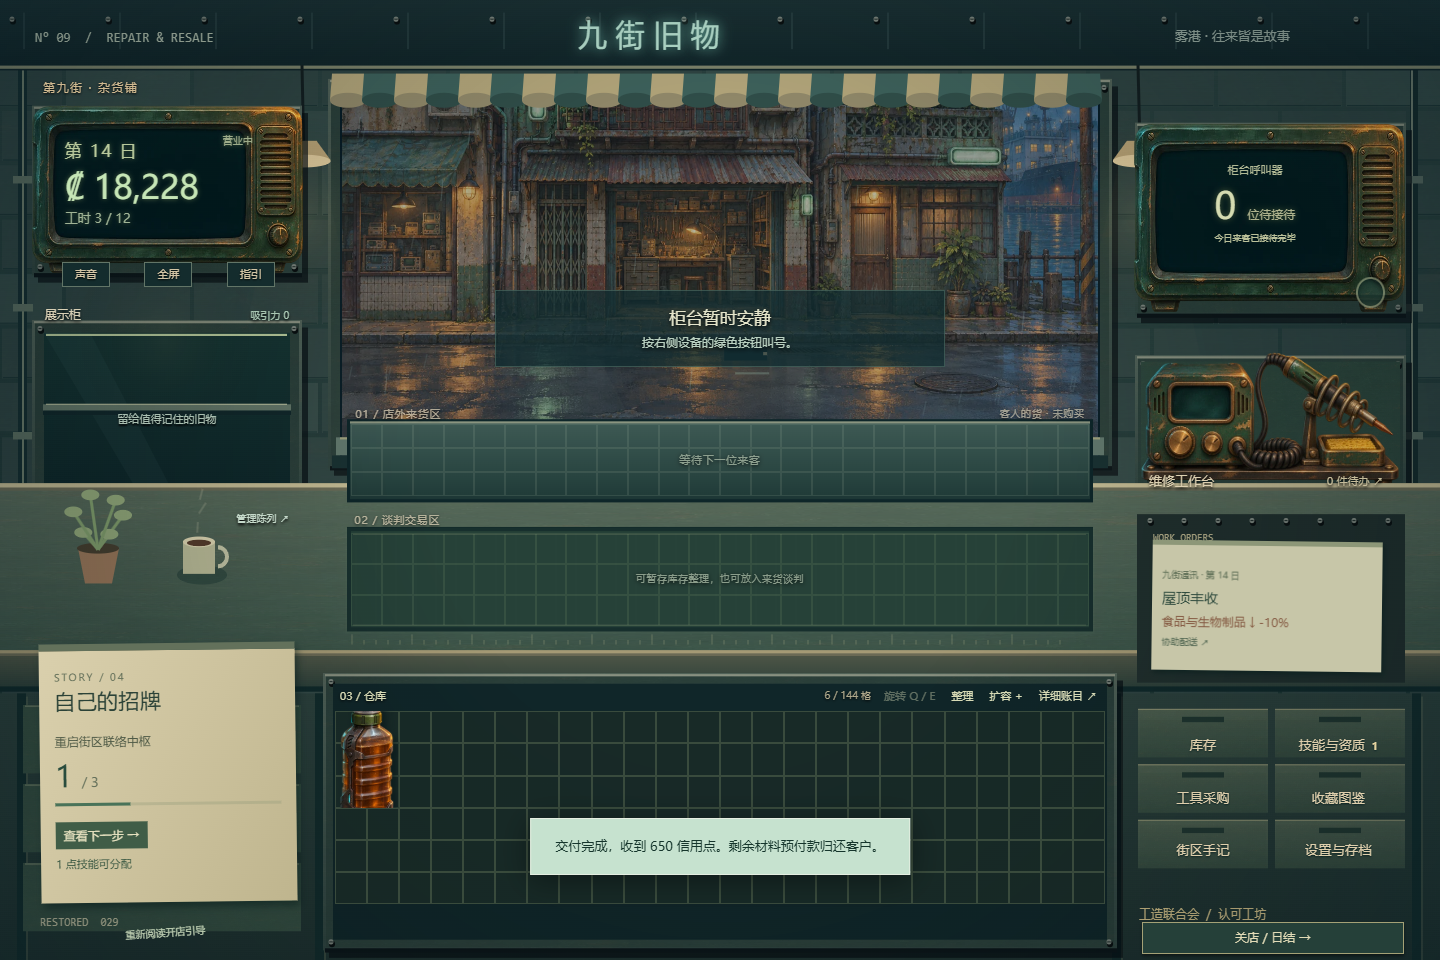 N° 09 / REPAIR & RESALE
九街旧物
雾港 · 往来皆是故事
第九街 · 杂货铺
营业中
第 14 日
₡ 18,228
工时 3 / 12
声音
全屏
指引
展示柜
吸引力 0
留给值得记住的旧物
管理陈列 ↗
柜台呼叫器
0 位待接待
今日来客已接待完毕
柜台暂时安静
按右侧设备的绿色按钮叫号。
01 / 店外来货区
客人的货 · 未购买
等待下一位来客
02 / 谈判交易区
可暂存库存整理，也可放入来货谈判
维修工作台
0 件待办 ↗
WORK ORDERS
九街通讯 · 第 14 日
屋顶丰收
食品与生物制品 ↓ -10%
协助配送 ↗
STORY / 04
自己的招牌
重启街区联络中枢
1 / 3
查看下一步 →
1 点技能可分配
RESTORED 029
重新阅读开店引导
03 / 仓库
6 / 144 格
旋转 Q / E
整理
扩容 +
详细账目 ↗
交付完成，收到 650 信用点。剩余材料预付款归还客户。
库存
技能与资质 1
工具采购
收藏图鉴
街区手记
设置与存档
工造联合会 / 认可工坊
关店 / 日结 →